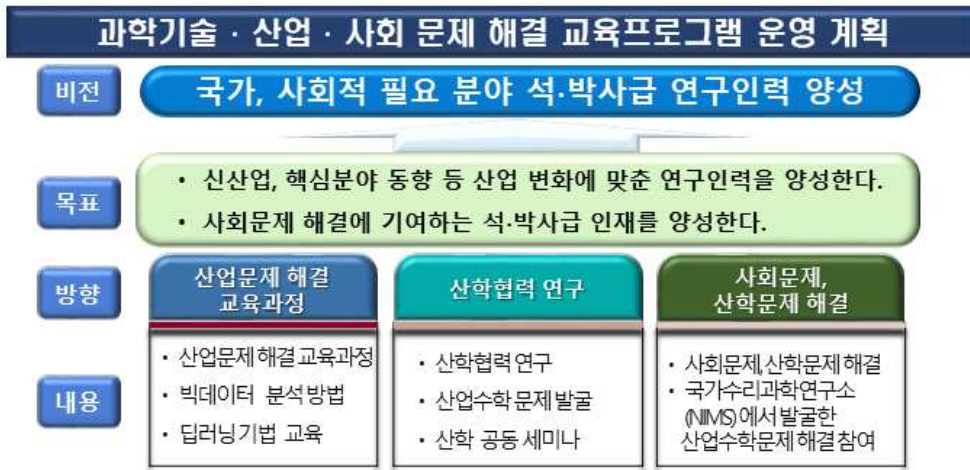 과학기술 · 산업 · 사회 문제 해결 교육프로그램 운영 계획
비전
국가, 사회적 필요 분야 석·박사급 연구인력 양성
목표
• 신산업, 핵심분야 동향 등 산업 변화에 맞춘 연구인력을 양성한다.
• 사회문제 해결에 기여하는 석·박사급 인재를 양성한다.
방향
산업문제 해결
교육과정
산학협력 연구
사회문제,
산학문제 해결
내용
• 산업문제 해결 교육과정
• 빅데이터 분석 방법
• 딥러닝 기법 교육
• 산학협력 연구
• 산업수학 문제 발굴
• 산학 공동 세미나
• 사회문제, 산학문제 해결
• 국가수리과학연구소
(NIMS)에서 발굴한
산업수학문제 해결 참여